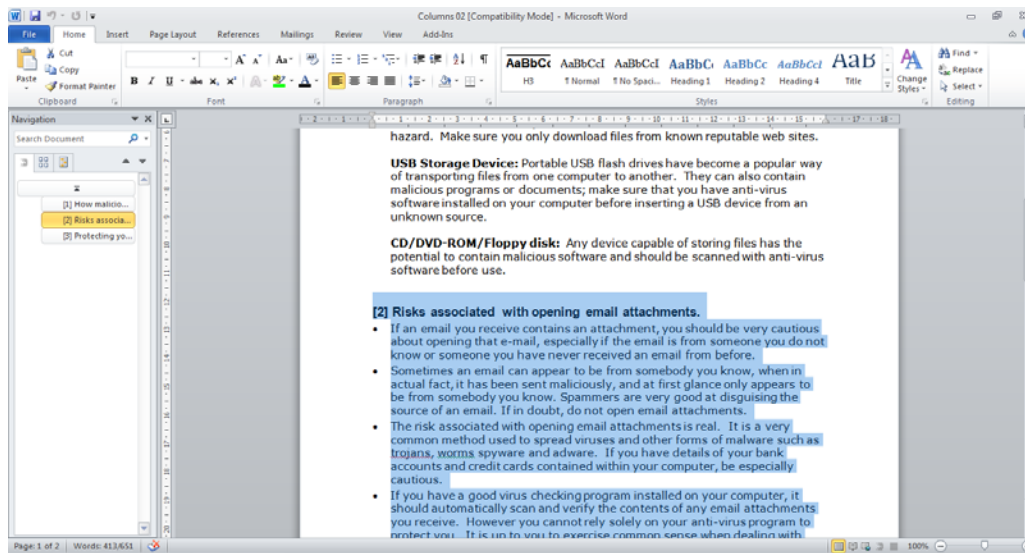 Columns 02 [Compatibility Mode] - Microsoft Word
File Home Insert Page Layout References Mailings Review View Add-Ins
Paste
Cut
Copy
Format Painter
Clipboard
Font
Paragraph
AaBbCc AaBbCcI AaBbCcI AaBbC AaBbCc AaBbCcI AaB
H3 ¶ Normal ¶ No Spaci... Heading 1 Heading 2 Heading 4 Title
Change Styles
Styles
Find
Replace
Select
Editing
Navigation
Search Document
[1] How malicio...
[2] Risks associa...
[3] Protecting yo...
hazard.  Make sure you only download files from known reputable web sites.
USB Storage Device: Portable USB flash drives have become a popular way
of transporting files from one computer to another.  They can also contain
malicious programs or documents; make sure that you have anti-virus
software installed on your computer before inserting a USB device from an
unknown source.
CD/DVD-ROM/Floppy disk:  Any device capable of storing files has the
potential to contain malicious software and should be scanned with anti-virus
software before use.
[2] Risks associated with opening email attachments.
• If an email you receive contains an attachment, you should be very cautious
about opening that e-mail, especially if the email is from someone you do not
know or someone you have never received an email from before.
• Sometimes an email can appear to be from somebody you know, when in
actual fact, it has been sent maliciously, and at first glance only appears to
be from somebody you know. Spammers are very good at disguising the
source of an email. If in doubt, do not open email attachments.
• The risk associated with opening email attachments is real.  It is a very
common method used to spread viruses and other forms of malware such as
trojans, worms spyware and adware.  If you have details of your bank
accounts and credit cards contained within your computer, be especially
cautious.
• If you have a good virus checking program installed on your computer, it
should automatically scan and verify the contents of any email attachments
you receive.  However you cannot rely solely on your anti-virus program to
protect you.  It is up to you to exercise common sense when dealing with
Page: 1 of 2 Words: 413/651 100%